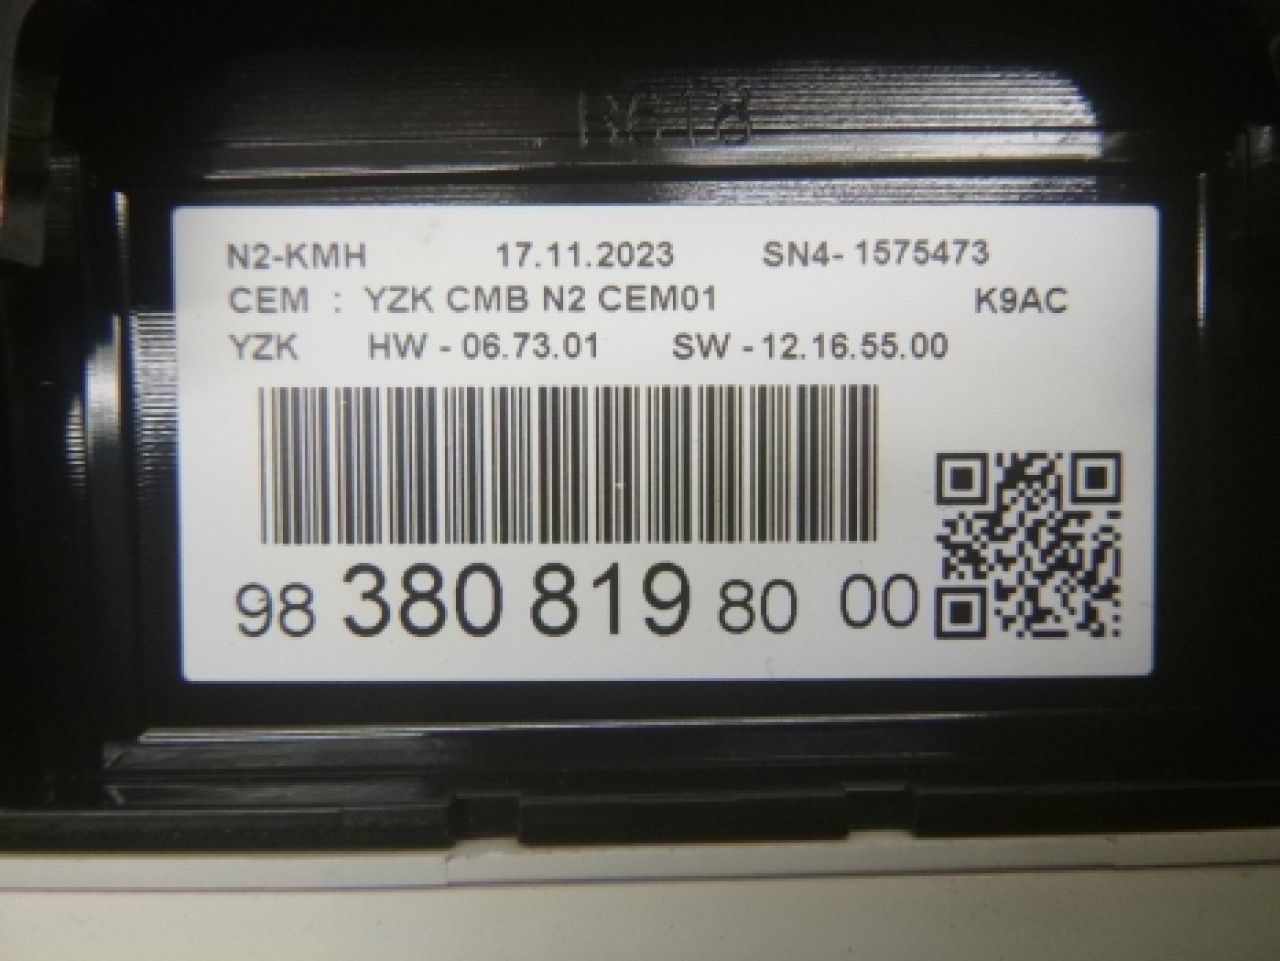 N2-KMH 17.11.2023 SN4- 1575473
CEM : YZK CMB N2 CEM01 K9AC
YZK HW - 06.73.01 SW - 12.16.55.00
98 380 819 80 00